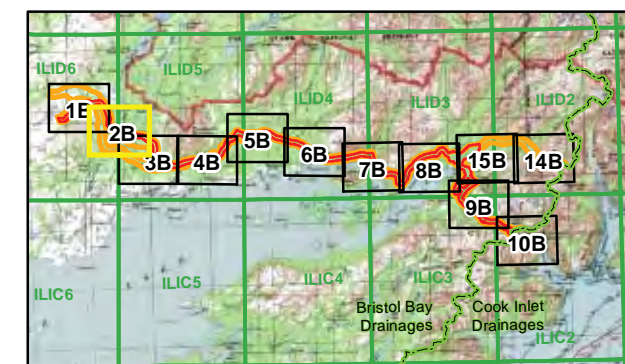 ILID6
ILID5
ILID4
ILID3
ILID2
1B
2B
3B
4B
5B
6B
7B
8B
15B
14B
9B
10B
ILIC6
ILIC5
ILIC4
ILIC3
ILIC2
Bristol Bay
Drainages
Cook Inlet
Drainages